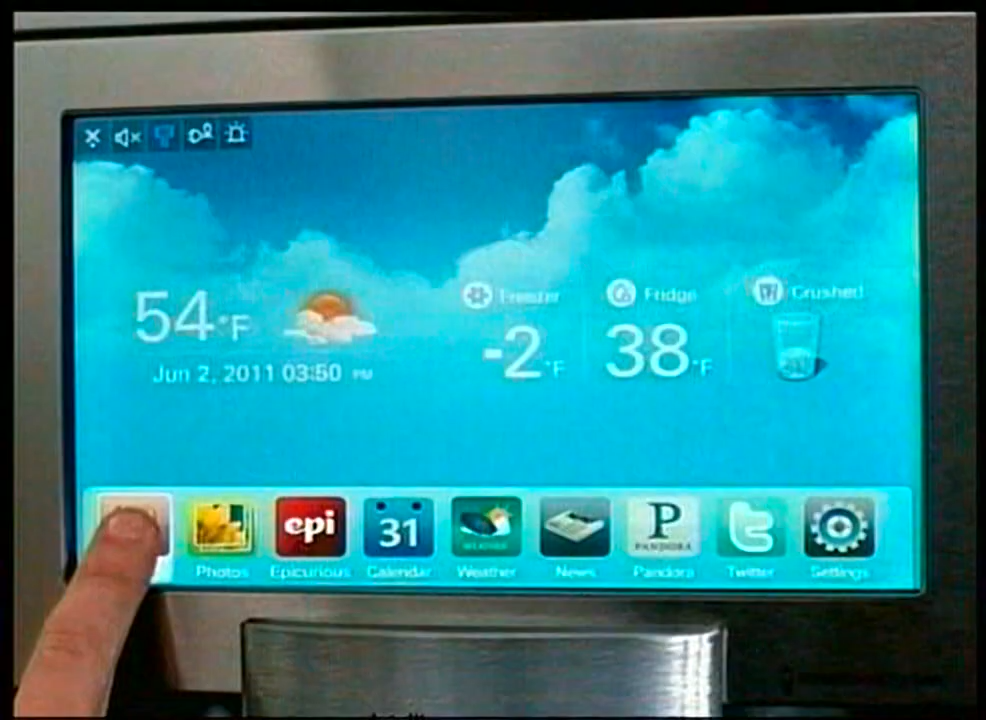 54°F
Jun 2, 2011 03:50 PM
Freezer
-2°F
Fridge
38°F
Crushed
epi
31
P
PANDORA
Photos
Epicurious
Calendar
Weather
News
Pandora
Twitter
Settings